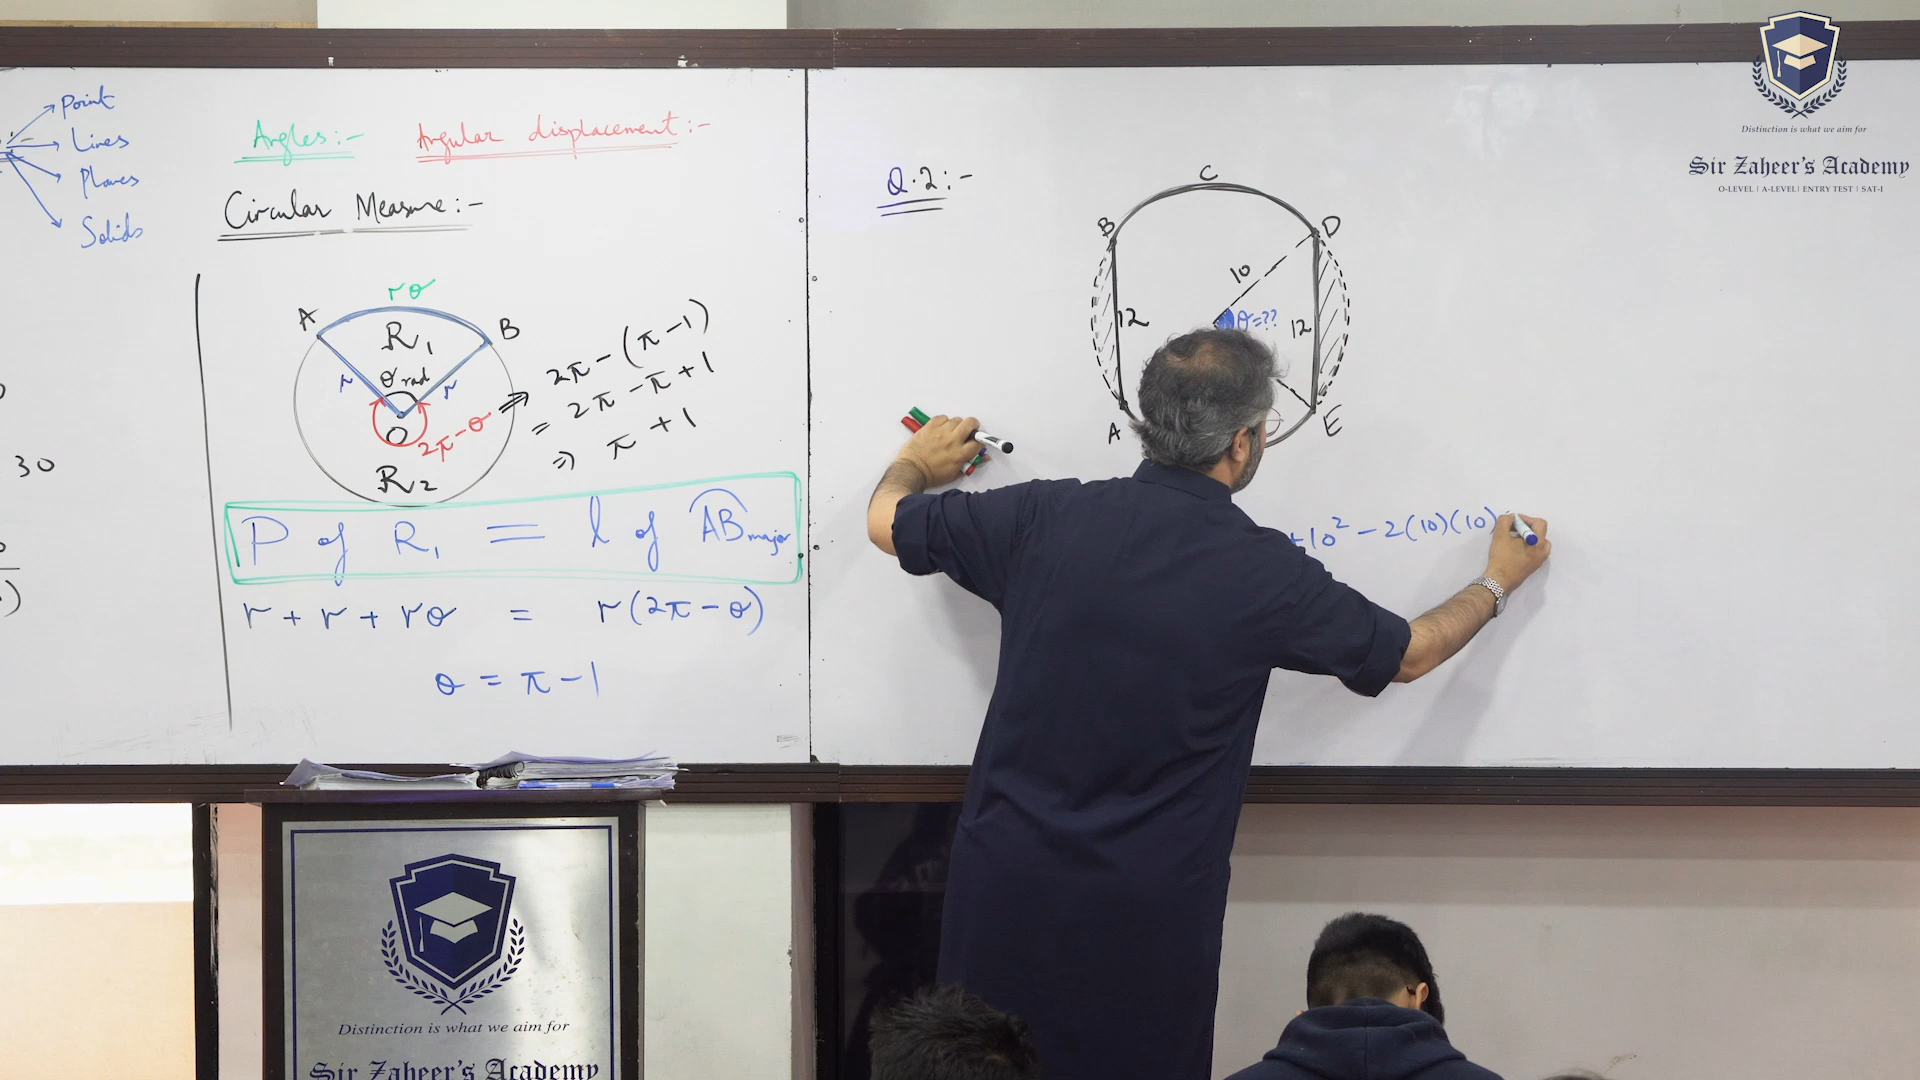 Point
Lines
Planes
Solids
Angles:-
Angular displacement:-
Circular Measure:-
rθ
A
B
R₁
θ rad
r
r
O
2π-θ
R₂
⇒ 2π-(π-1)
= 2π-π+1
⇒ π+1
P of R₁ = l of AB major
r+r+rθ = r(2π-θ)
θ = π-1
30
Q.2:-
C
B
D
10
12
θ=??
12
A
E
+10² - 2(10)(10)
Distinction is what we aim for
Sir Zaheer's Academy
O-LEVEL | A-LEVEL | ENTRY TEST | SAT-I
Distinction is what we aim for
Sir Zaheer's Academy